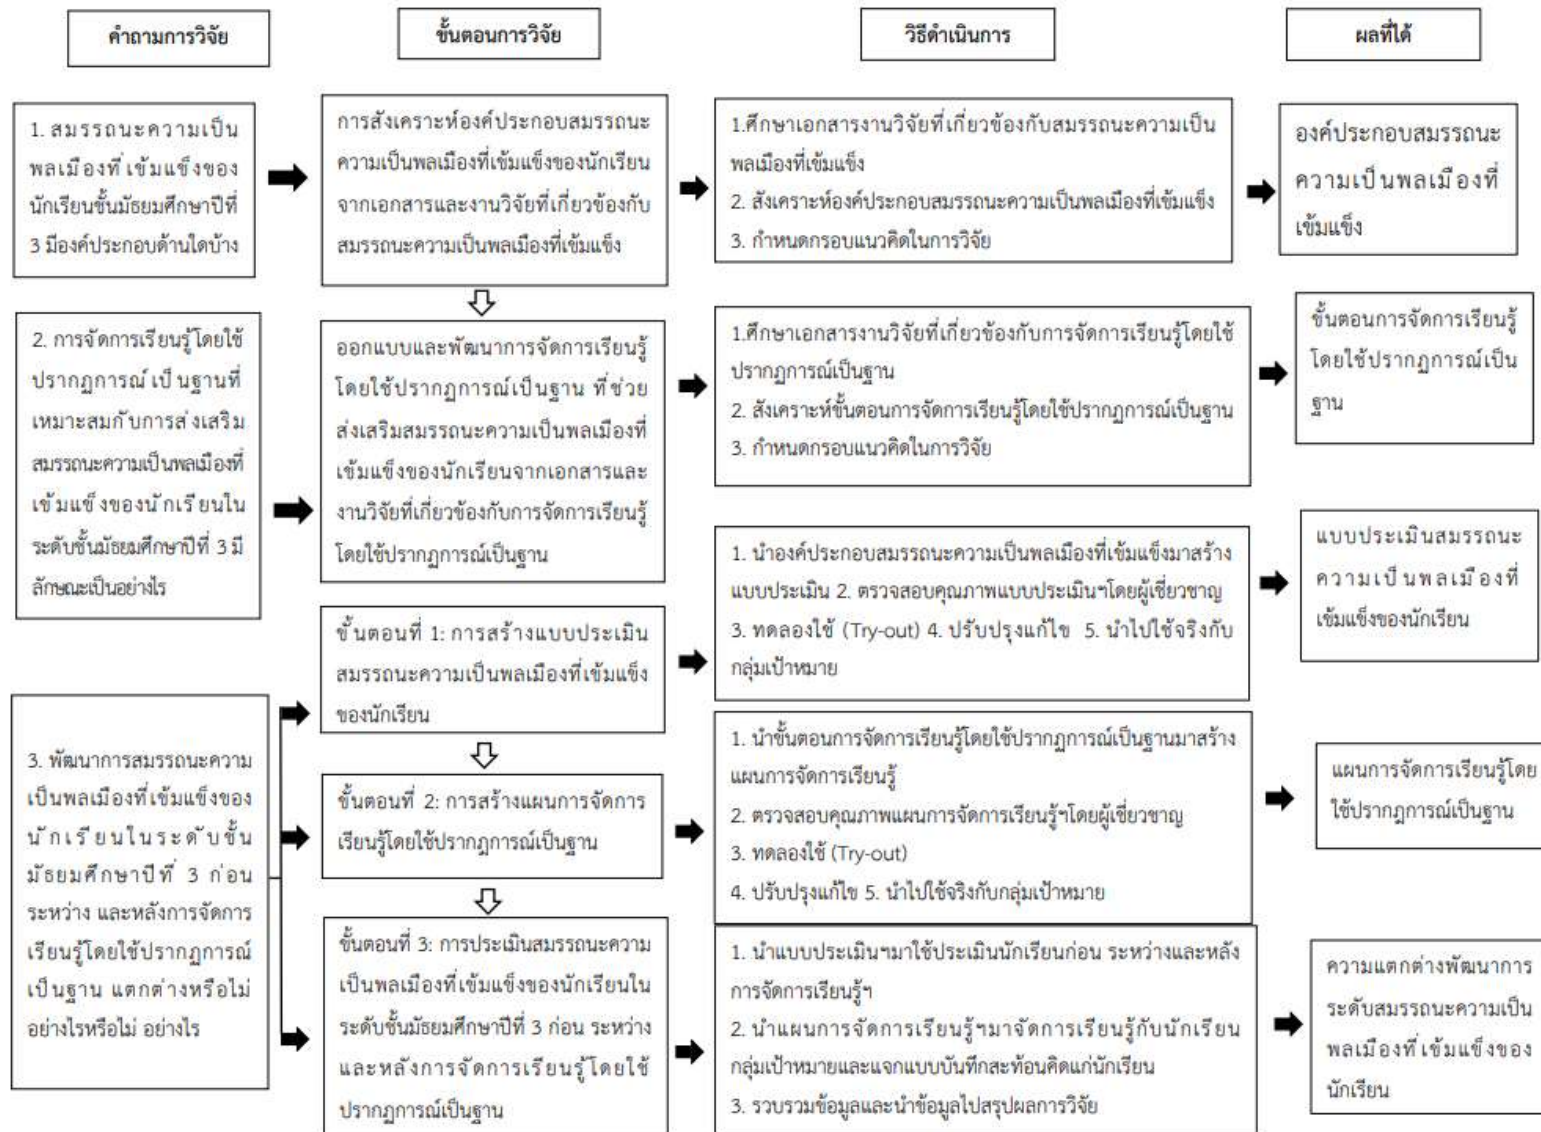 คำถามการวิจัย
ขั้นตอนการวิจัย
วิธีดำเนินการ
ผลที่ได้
1. สมรรถนะความเป็น
พลเมืองที่เข้มแข็งของ
นักเรียนชั้นมัธยมศึกษาปีที่
3 มีองค์ประกอบด้านใดบ้าง
การสังเคราะห์องค์ประกอบสมรรถนะ
ความเป็นพลเมืองที่เข้มแข็งของนักเรียน
จากเอกสารและงานวิจัยที่เกี่ยวข้องกับ
สมรรถนะความเป็นพลเมืองที่เข้มแข็ง
1.ศึกษาเอกสารงานวิจัยที่เกี่ยวข้องกับสมรรถนะความเป็น
พลเมืองที่เข้มแข็ง
2. สังเคราะห์องค์ประกอบสมรรถนะความเป็นพลเมืองที่เข้มแข็ง
3. กำหนดกรอบแนวคิดในการวิจัย
องค์ประกอบสมรรถนะ
ความเป็นพลเมืองที่
เข้มแข็ง
2. การจัดการเรียนรู้โดยใช้
ปรากฏการณ์เป็นฐานที่
เหมาะสมกับการส่งเสริม
สมรรถนะความเป็นพลเมืองที่
เข้มแข็งของนักเรียนใน
ระดับชั้นมัธยมศึกษาปีที่ 3 มี
ลักษณะเป็นอย่างไร
ออกแบบและพัฒนาการจัดการเรียนรู้
โดยใช้ปรากฏการณ์เป็นฐาน ที่ช่วย
ส่งเสริมสมรรถนะความเป็นพลเมืองที่
เข้มแข็งของนักเรียนจากเอกสารและ
งานวิจัยที่เกี่ยวข้องกับการจัดการเรียนรู้
โดยใช้ปรากฏการณ์เป็นฐาน
1.ศึกษาเอกสารงานวิจัยที่เกี่ยวข้องกับการจัดการเรียนรู้โดยใช้
ปรากฏการณ์เป็นฐาน
2. สังเคราะห์ขั้นตอนการจัดการเรียนรู้โดยใช้ปรากฏการณ์เป็นฐาน
3. กำหนดกรอบแนวคิดในการวิจัย
ขั้นตอนการจัดการเรียนรู้
โดยใช้ปรากฏการณ์เป็น
ฐาน
3. พัฒนาการสมรรถนะความ
เป็นพลเมืองที่เข้มแข็งของ
นักเรียนในระดับชั้น
มัธยมศึกษาปีที่ 3 ก่อน
ระหว่าง และหลังการจัดการ
เรียนรู้โดยใช้ปรากฏการณ์
เป็นฐาน แตกต่างหรือไม่
อย่างไรหรือไม่ อย่างไร
ขั้นตอนที่ 1: การสร้างแบบประเมิน
สมรรถนะความเป็นพลเมืองที่เข้มแข็ง
ของนักเรียน
1. นำองค์ประกอบสมรรถนะความเป็นพลเมืองที่เข้มแข็งมาสร้าง
แบบประเมิน 2. ตรวจสอบคุณภาพแบบประเมินฯโดยผู้เชี่ยวชาญ
3. ทดลองใช้ (Try-out) 4. ปรับปรุงแก้ไข 5. นำไปใช้จริงกับ
กลุ่มเป้าหมาย
แบบประเมินสมรรถนะ
ความเป็นพลเมืองที่
เข้มแข็งของนักเรียน
ขั้นตอนที่ 2: การสร้างแผนการจัดการ
เรียนรู้โดยใช้ปรากฏการณ์เป็นฐาน
1. นำขั้นตอนการจัดการเรียนรู้โดยใช้ปรากฏการณ์เป็นฐานมาสร้าง
แผนการจัดการเรียนรู้
2. ตรวจสอบคุณภาพแผนการจัดการเรียนรู้ฯโดยผู้เชี่ยวชาญ
3. ทดลองใช้ (Try-out)
4. ปรับปรุงแก้ไข 5. นำไปใช้จริงกับกลุ่มเป้าหมาย
แผนการจัดการเรียนรู้โดย
ใช้ปรากฏการณ์เป็นฐาน
ขั้นตอนที่ 3: การประเมินสมรรถนะความ
เป็นพลเมืองที่เข้มแข็งของนักเรียนใน
ระดับชั้นมัธยมศึกษาปีที่ 3 ก่อน ระหว่าง
และหลังการจัดการเรียนรู้โดยใช้
ปรากฏการณ์เป็นฐาน
1. นำแบบประเมินฯมาใช้ประเมินนักเรียนก่อน ระหว่างและหลัง
การจัดการเรียนรู้ฯ
2. นำแผนการจัดการเรียนรู้ฯมาจัดการเรียนรู้กับนักเรียน
กลุ่มเป้าหมายและแจกแบบบันทึกสะท้อนคิดแก่นักเรียน
3. รวบรวมข้อมูลและนำข้อมูลไปสรุปผลการวิจัย
ความแตกต่างพัฒนาการ
ระดับสมรรถนะความเป็น
พลเมืองที่เข้มแข็งของ
นักเรียน